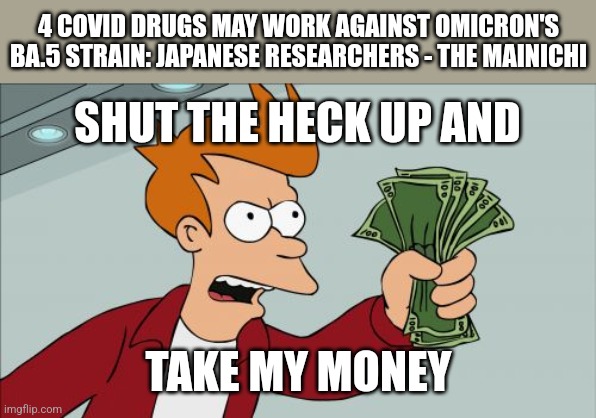 4 COVID DRUGS MAY WORK AGAINST OMICRON'S
BA.5 STRAIN: JAPANESE RESEARCHERS - THE MAINICHI
SHUT THE HECK UP AND
TAKE MY MONEY
imgflip.com